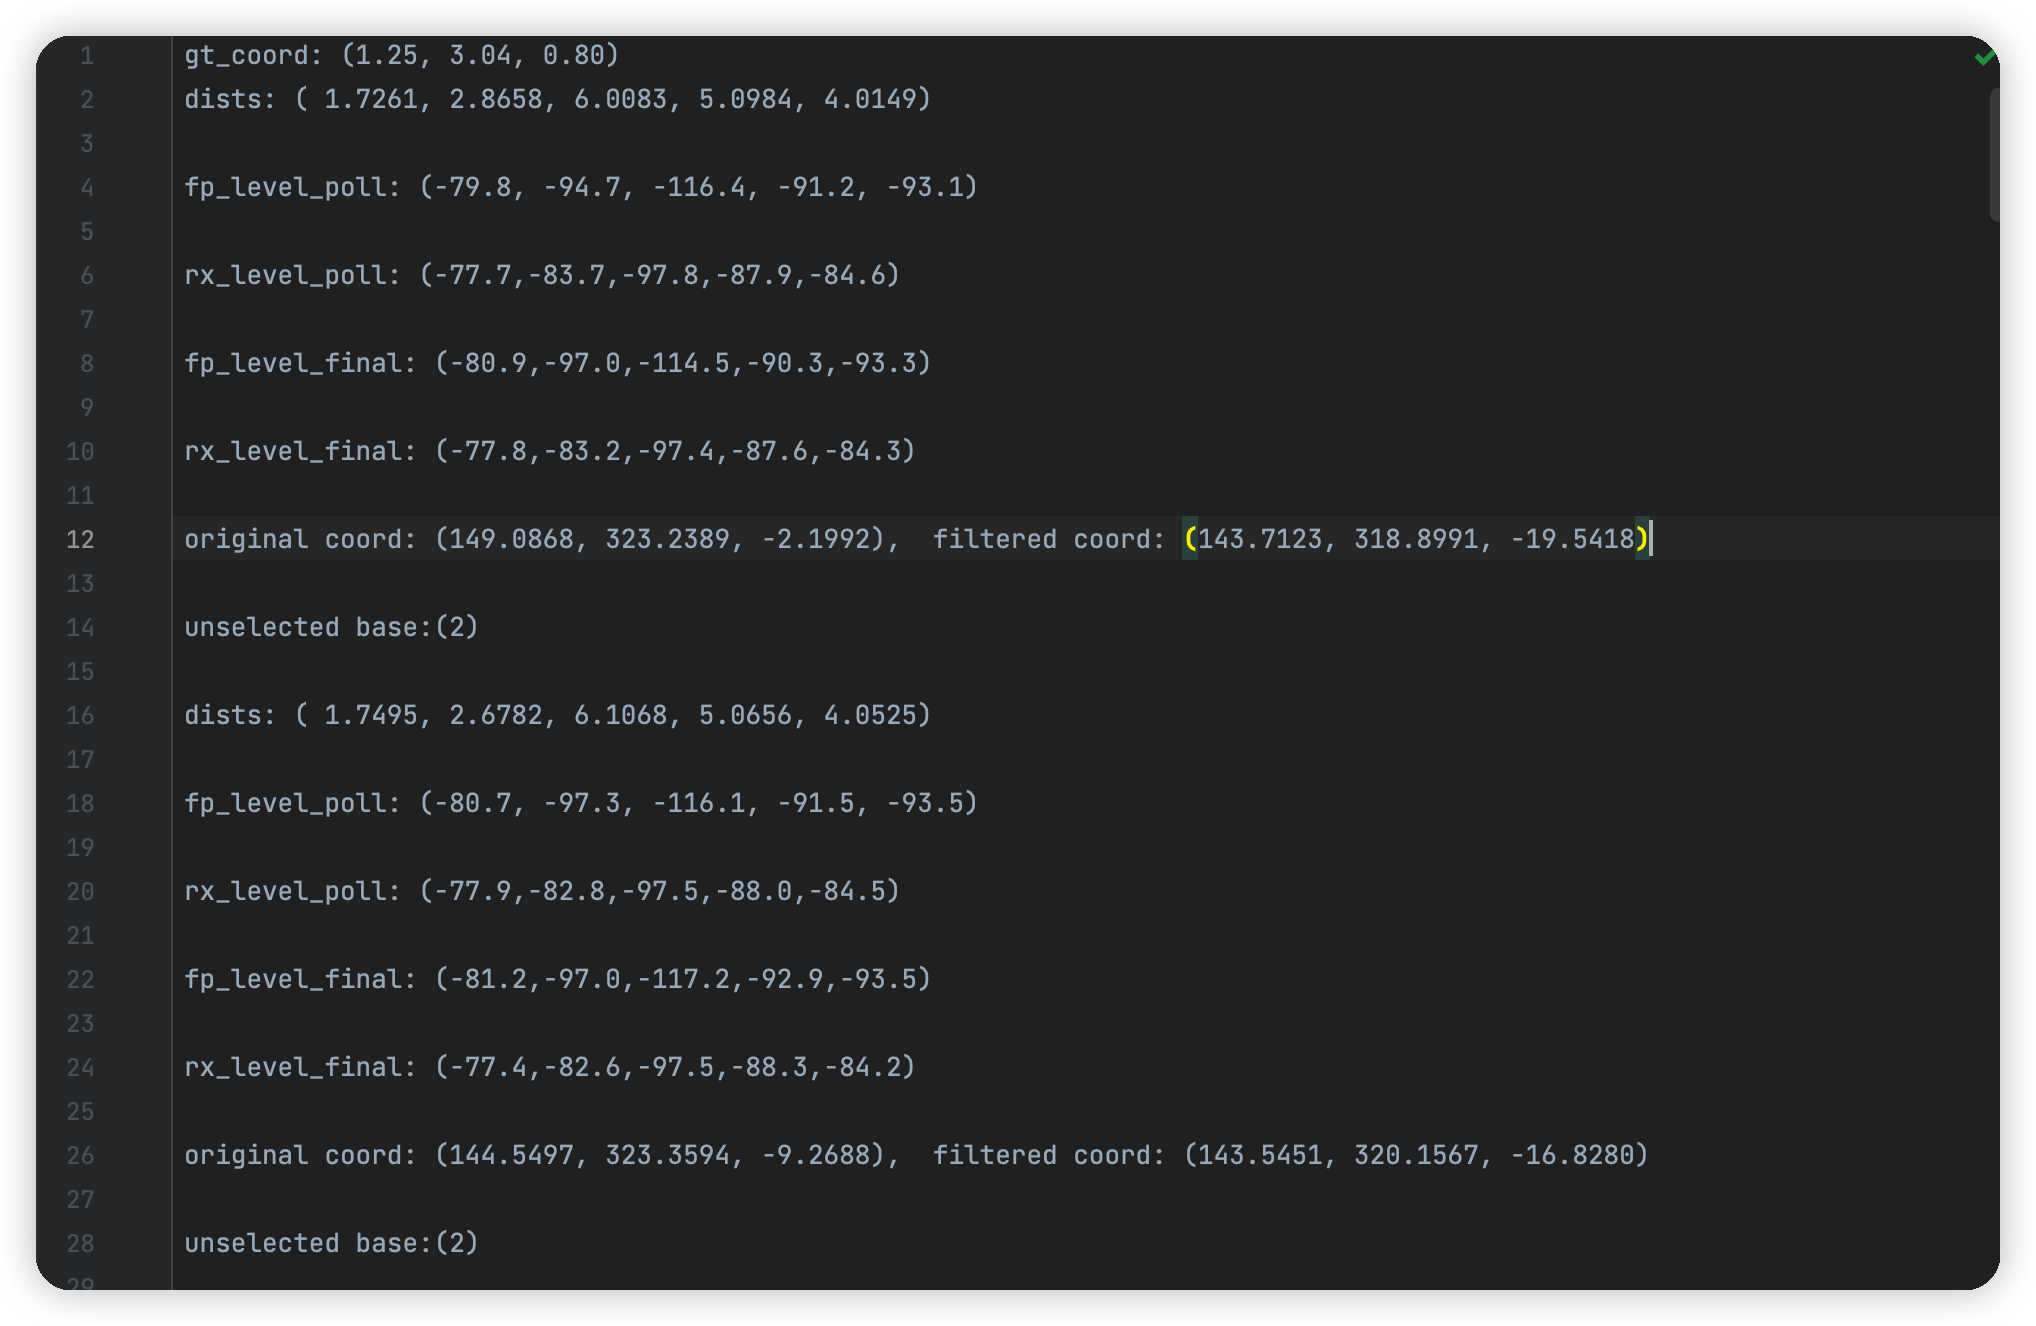 1 gt_coord: (1.25, 3.04, 0.80)
2 dists: ( 1.7261, 2.8658, 6.0083, 5.0984, 4.0149)
3
4 fp_level_poll: (-79.8, -94.7, -116.4, -91.2, -93.1)
5
6 rx_level_poll: (-77.7,-83.7,-97.8,-87.9,-84.6)
7
8 fp_level_final: (-80.9,-97.0,-114.5,-90.3,-93.3)
9
10 rx_level_final: (-77.8,-83.2,-97.4,-87.6,-84.3)
11
12 original coord: (149.0868, 323.2389, -2.1992),  filtered coord: (143.7123, 318.8991, -19.5418)
13
14 unselected base:(2)
15
16 dists: ( 1.7495, 2.6782, 6.1068, 5.0656, 4.0525)
17
18 fp_level_poll: (-80.7, -97.3, -116.1, -91.5, -93.5)
19
20 rx_level_poll: (-77.9,-82.8,-97.5,-88.0,-84.5)
21
22 fp_level_final: (-81.2,-97.0,-117.2,-92.9,-93.5)
23
24 rx_level_final: (-77.4,-82.6,-97.5,-88.3,-84.2)
25
26 original coord: (144.5497, 323.3594, -9.2688),  filtered coord: (143.5451, 320.1567, -16.8280)
27
28 unselected base:(2)
29